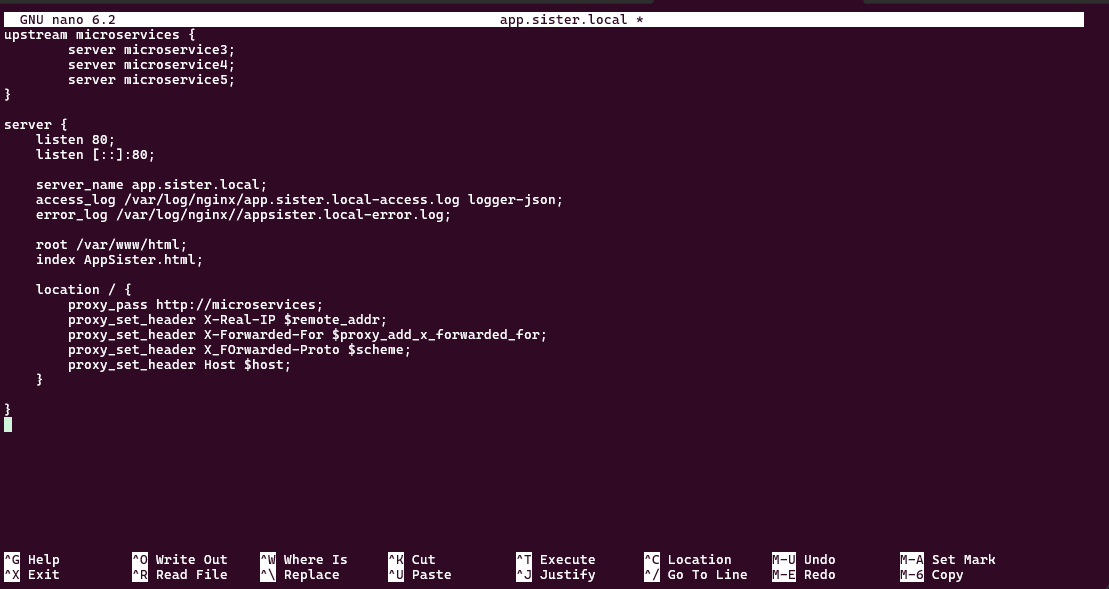 GNU nano 6.2 app.sister.local *
upstream microservices {
server microservice3;
server microservice4;
server microservice5;
}
server {
listen 80;
listen [::]:80;
server_name app.sister.local;
access_log /var/log/nginx/app.sister.local-access.log logger-json;
error_log /var/log/nginx//appsister.local-error.log;
root /var/www/html;
index AppSister.html;
location / {
proxy_pass http://microservices;
proxy_set_header X-Real-IP $remote_addr;
proxy_set_header X-Forwarded-For $proxy_add_x_forwarded_for;
proxy_set_header X_FOrwarded-Proto $scheme;
proxy_set_header Host $host;
}
}
^G Help ^O Write Out ^W Where Is ^K Cut ^T Execute ^C Location M-U Undo M-A Set Mark
^X Exit ^R Read File ^\ Replace ^U Paste ^J Justify ^/ Go To Line M-E Redo M-6 Copy